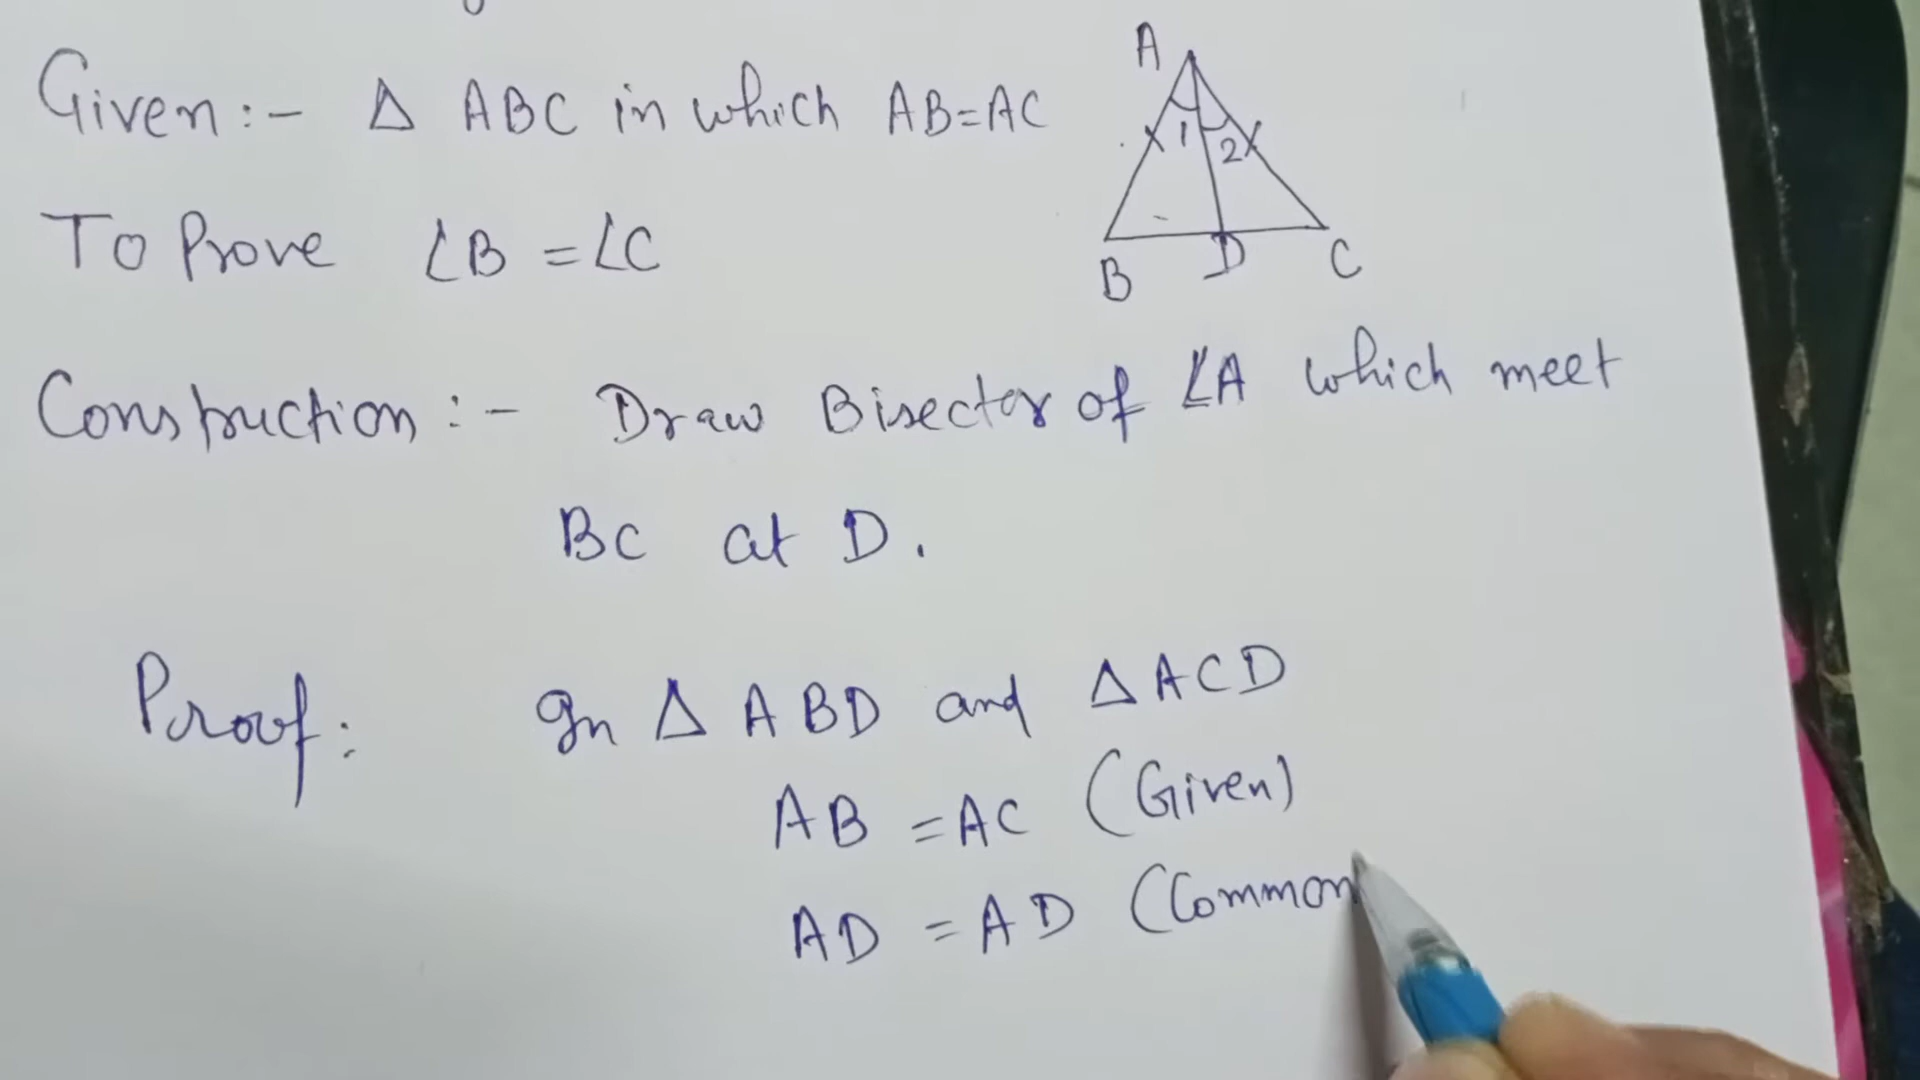 Given :- Δ ABC in which AB=AC
To Prove ∠B =∠C
A
1
2
B
D
C
Construction :- Draw Bisector of ∠A which meet
BC at D.
Proof: In Δ ABD and ΔACD
AB =AC (Given)
AD =AD (Common